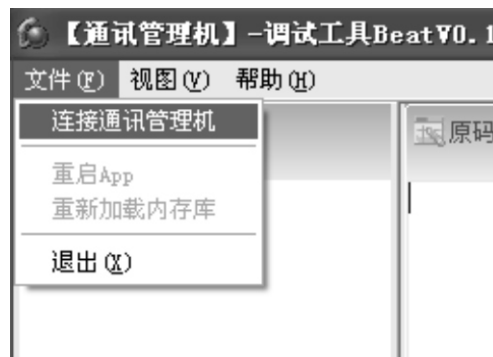 【通讯管理机】-调试工具BeatV0.1
文件(F) 视图(V) 帮助(H)
连接通讯管理机
原码
重启App
重新加载内存库
退出(X)